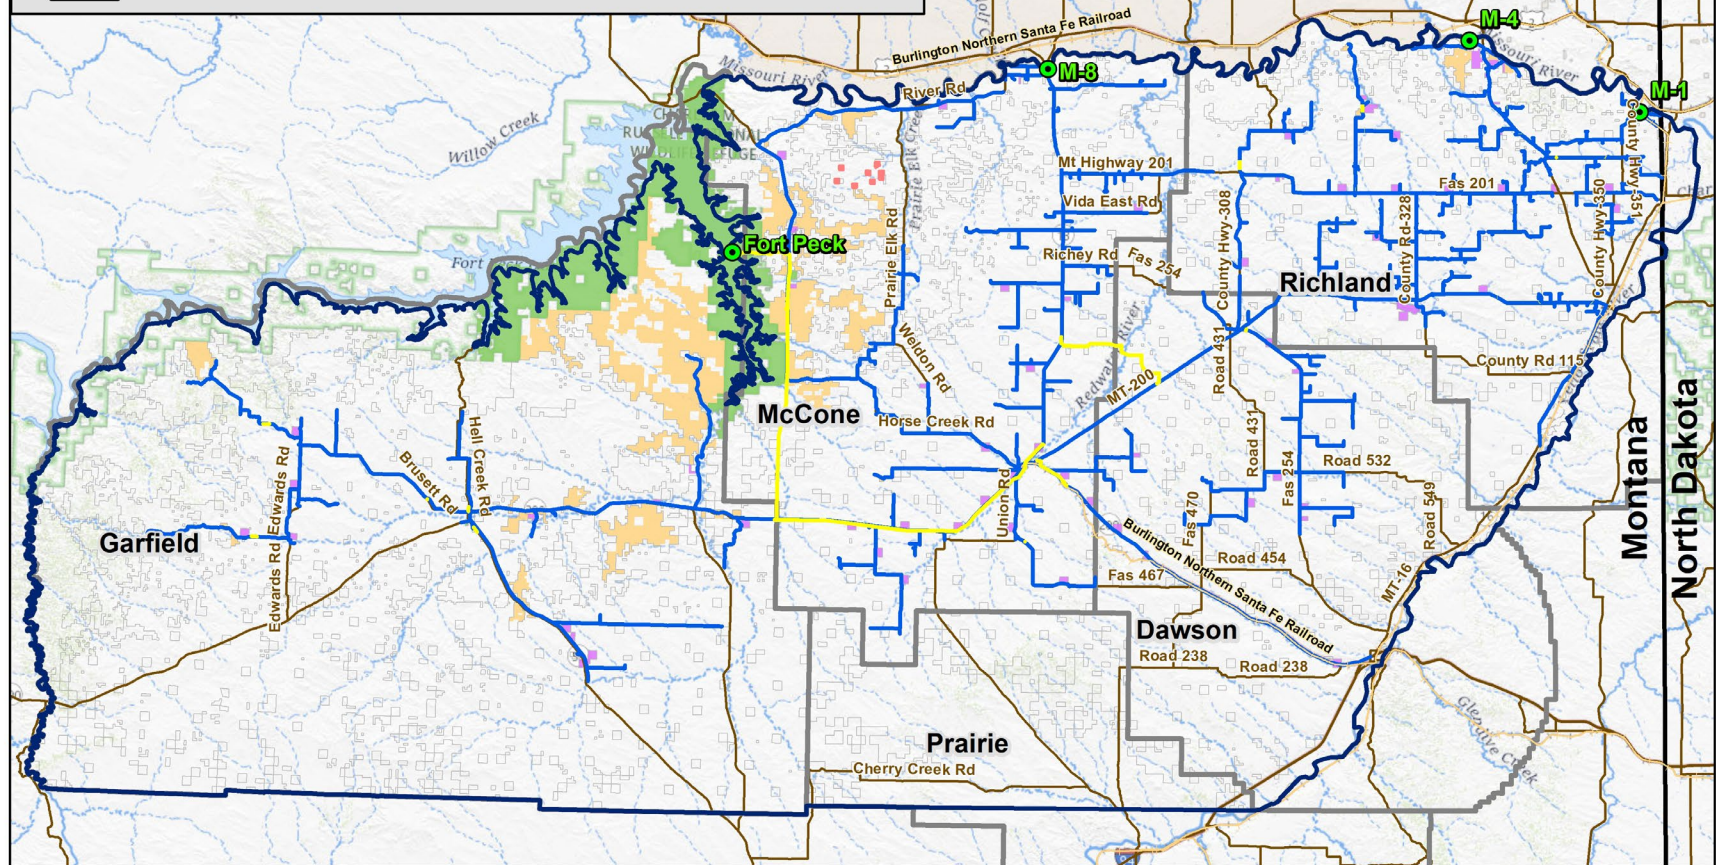 M-4
Burlington Northern Santa Fe Railroad
Missouri River
Missouri River
M-8
M-1
River Rd
Willow Creek
Prairie Elk Creek
County Hwy-351
Mt Highway 201
Fas 201
Vida East Rd
County Hwy-308
County Rd-328
County Hwy-350
Fort Peck
Prairie Elk Rd
Richey Rd
Fas 254
Richland
Fort
Weldon Rd
Redwater River
Road 431
County Rd 115
MT-200
McCone
Horse Creek Rd
Hell Creek Rd
Brusett Rd
Edwards Rd
Edwards Rd
Union Rd
Road 431
Fas 254
Road 532
Road 549
Fas 470
Montana
North Dakota
Garfield
Burlington Northern Santa Fe Railroad
Road 454
Fas 467
MT-16
Dawson
Road 238
Road 238
Glendive Creek
Prairie
Cherry Creek Rd